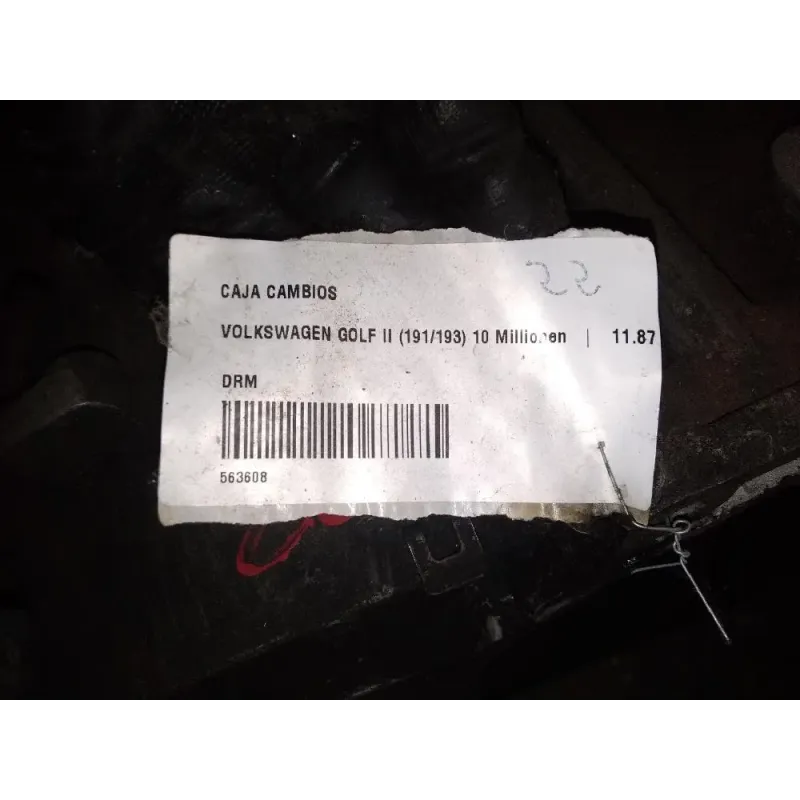 22
CAJA CAMBIOS
VOLKSWAGEN GOLF II (191/193) 10 Millionen | 11.87
DRM
563608